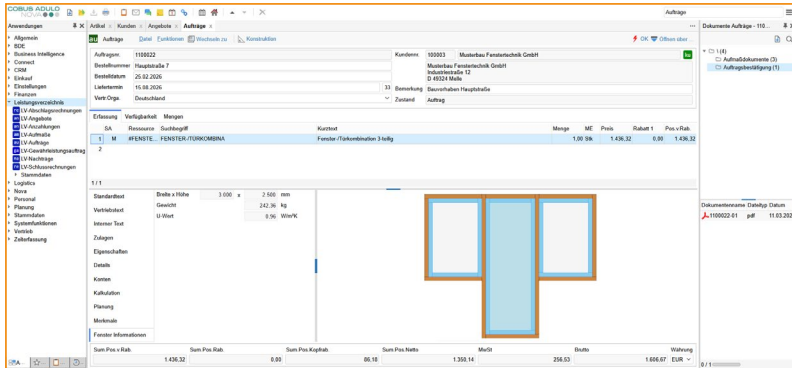 COBUS ADULO
NOVA
Aufträge
Anwendungen
Allgemein
BDE
Business Intelligence
Connect
CRM
Einkauf
Einstellungen
Finanzen
Leistungsverzeichnis
LV-Abschlagsrechnungen
LV-Angebote
LV-Anzahlungen
LV-Aufmaße
LV-Aufträge
LV-Gewährleistungsauftrag
LV-Nachträge
LV-Schlussrechnungen
Stammdaten
Logistics
Nova
Personal
Planung
Stammdaten
Systemfunktionen
Vertrieb
Zeiterfassung
Artikel Kunden Angebote Aufträge
au Aufträge Datei Funktionen Wechseln zu Konstruktion OK Öffnen über ...
Auftragsnr. 1100022 Kundennr. 100003 Musterbau Fenstertechnik GmbH ku
Bestellnummer Hauptstraße 7 Musterbau Fenstertechnik GmbH
Industriestraße 12
Bestelldatum 25.02.2026 D 49324 Melle
Liefertermin 15.08.2026 33 Bemerkung Bauvorhaben Hauptstraße
Vertr.Orga. Deutschland Zustand Auftrag
Erfassung Verfügbarkeit Mengen
SA Ressource Suchbegriff Kurztext Menge ME Preis Rabatt 1 Pos.v.Rab.
1 M #FENSTE... FENSTER-/TÜRKOMBINA Fenster-/Türkombination 3-teilig 1,00 Stk 1.436,32 0,00 1.436,32
2
1 / 1
Standardtext Breite x Höhe 3.000 x 2.500 mm
Vertriebstext Gewicht 242,36 kg
Interner Text U-Wert 0,96 W/m²K
Zulagen
Eigenschaften
Details
Konten
Kalkulation
Planung
Merkmale
Fenster Informationen
Sum.Pos.v.Rab. Sum.Pos.Rab. Sum.Pos.Kopfrab. Sum.Pos.Netto MwSt Brutto Währung
1.436,32 0,00 86,18 1.350,14 256,53 1.606,67 EUR
Dokumente Aufträge - 110...
\ (4)
Aufmaßdokumente (3)
Auftragsbestätigung (1)
Dokumentenname Dateityp Datum
1100022-01 pdf 11.03.202
0 / 1